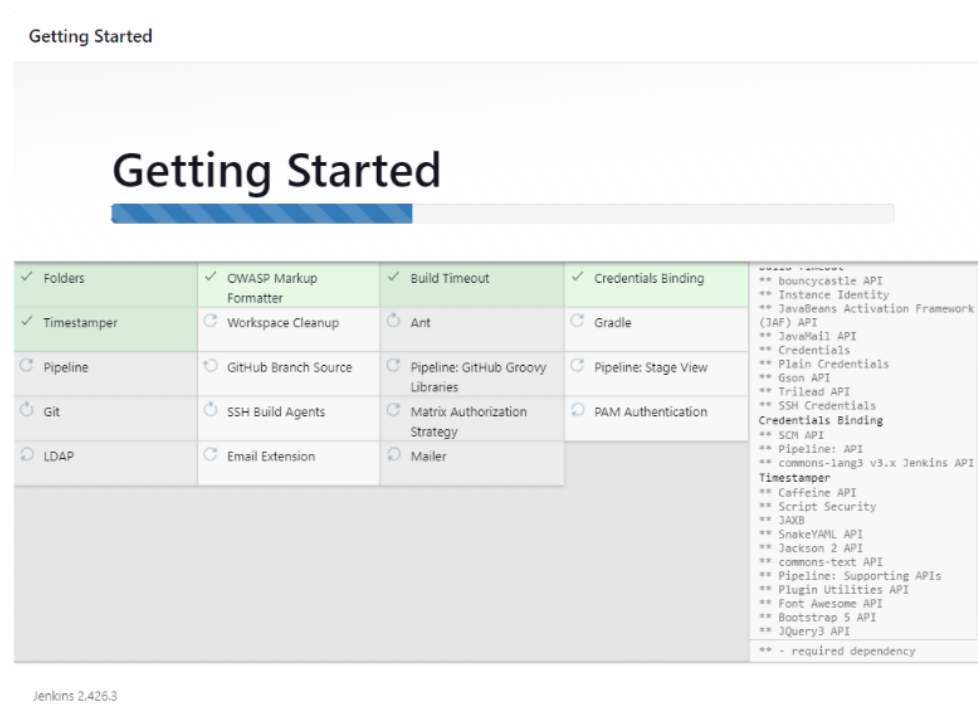 Getting Started
Getting Started
Folders
OWASP Markup
Formatter
Build Timeout
Credentials Binding
Timestamper
Workspace Cleanup
Ant
Gradle
Pipeline
GitHub Branch Source
Pipeline: GitHub Groovy
Libraries
Pipeline: Stage View
Git
SSH Build Agents
Matrix Authorization
Strategy
PAM Authentication
LDAP
Email Extension
Mailer
** bouncycastle API
** Instance Identity
** JavaBeans Activation Framework
(JAF) API
** JavaMail API
** Credentials
** Plain Credentials
** Gson API
** Trilead API
** SSH Credentials
Credentials Binding
** SCM API
** Pipeline: API
** commons-lang3 v3.x Jenkins API
Timestamper
** Caffeine API
** Script Security
** JAXB
** SnakeYAML API
** Jackson 2 API
** commons-text API
** Pipeline: Supporting APIs
** Plugin Utilities API
** Font Awesome API
** Bootstrap 5 API
** JQuery3 API
** - required dependency
Jenkins 2.426.3